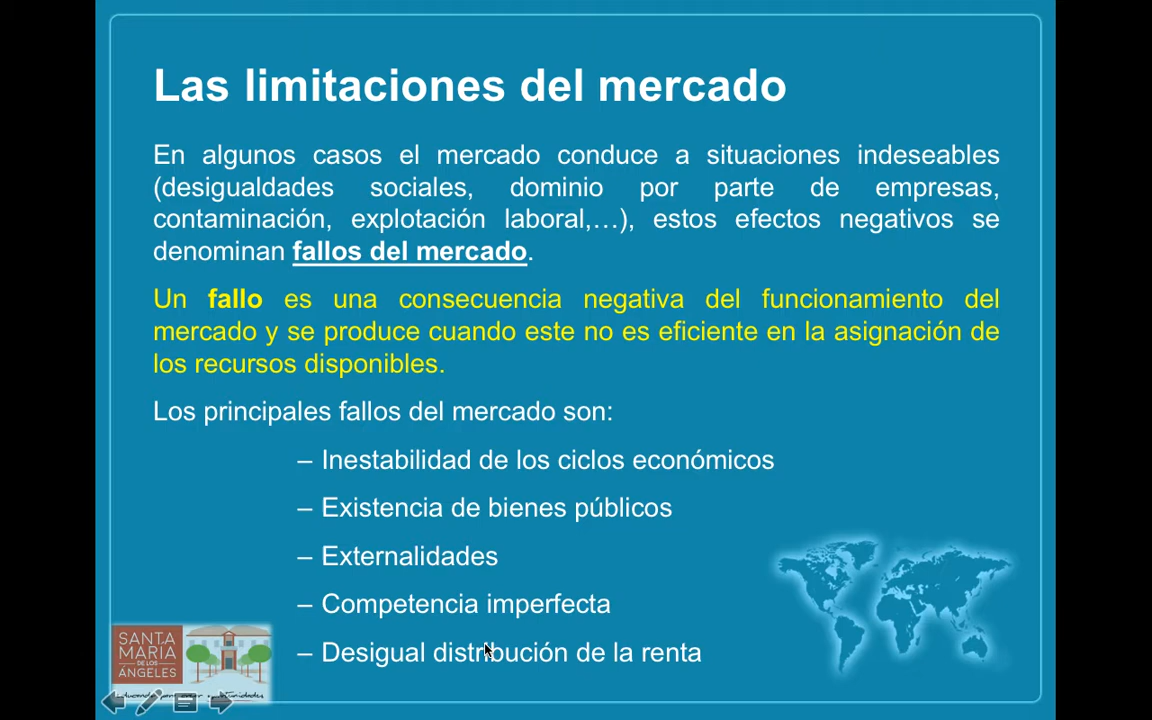 Las limitaciones del mercado
En algunos casos el mercado conduce a situaciones indeseables
(desigualdades sociales, dominio por parte de empresas,
contaminación, explotación laboral,…), estos efectos negativos se
denominan fallos del mercado.
Un fallo es una consecuencia negativa del funcionamiento del
mercado y se produce cuando este no es eficiente en la asignación de
los recursos disponibles.
Los principales fallos del mercado son:
– Inestabilidad de los ciclos económicos
– Existencia de bienes públicos
– Externalidades
– Competencia imperfecta
– Desigual distribución de la renta
SANTA
MARIA
DE LOS
ÁNGELES